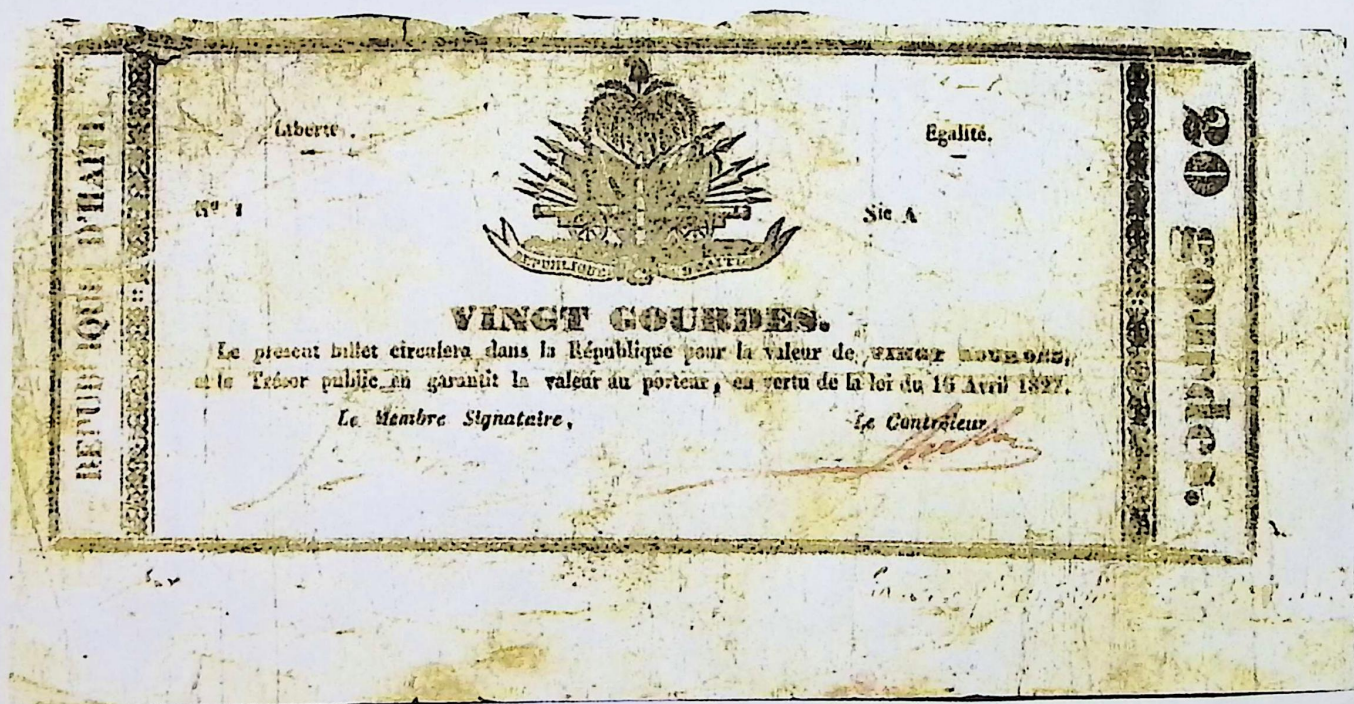 REPUBLIQUE D'HAITI
Liberté.
Egalité.
N° 1
Sie A
REPUBLIQUE D'HAITI
VINGT GOURDES.
Le présent billet circulera dans la République pour la valeur de VINGT GOURDES,
et le Trésor public en garantit la valeur au porteur, en vertu de la loi du 16 Avril 1827.
Le Membre Signataire,
Le Contrôleur,
20 gourdes.